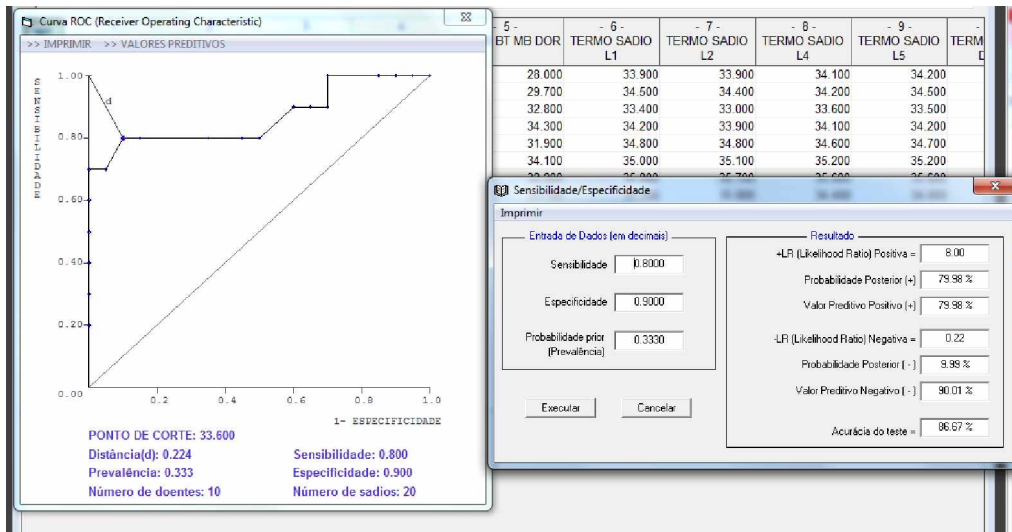 Curva ROC (Receiver Operating Characteristic)
>> IMPRIMIR >> VALORES PREDITIVOS
SENSIBILIDADE
1.00
0.80
0.60
0.40
0.20
0.00
d
0.2 0.4 0.6 0.8 1.0
1- ESPECIFICIDADE
PONTO DE CORTE: 33.600
Distância(d): 0.224 Sensibilidade: 0.800
Prevalência: 0.333 Especificidade: 0.900
Número de doentes: 10 Número de sadios: 20
- 5 - - 6 - - 7 - - 8 - - 9 -
BT MB DOR TERMO SADIO TERMO SADIO TERMO SADIO TERMO SADIO TERM
L1 L2 L4 L5
28.000 33.900 33.900 34.100 34.200
29.700 34.500 34.400 34.200 34.500
32.800 33.400 33.000 33.600 33.500
34.300 34.200 33.900 34.100 34.200
31.900 34.800 34.800 34.600 34.700
34.100 35.000 35.100 35.200 35.200
Sensibilidade/Especificidade
Imprimir
Entrada de Dados (em decimais)
Sensiblidade 0.8000
Especificidade 0.9000
Probabilidade prior 0.3330
(Prevalência)
Executar Cancelar
Resultado
+LR (Likelihood Ratio) Positiva = 8.00
Probabilidade Posterior (+) 79.98 %
Valor Preditivo Positivo (+) 79.98 %
-LR (Likelihood Ratio) Negativa = 0.22
Probabilidade Posterior ( - ) 9.99 %
Valor Preditivo Negativo ( - ) 90.01 %
Acurácia do teste = 86.67 %